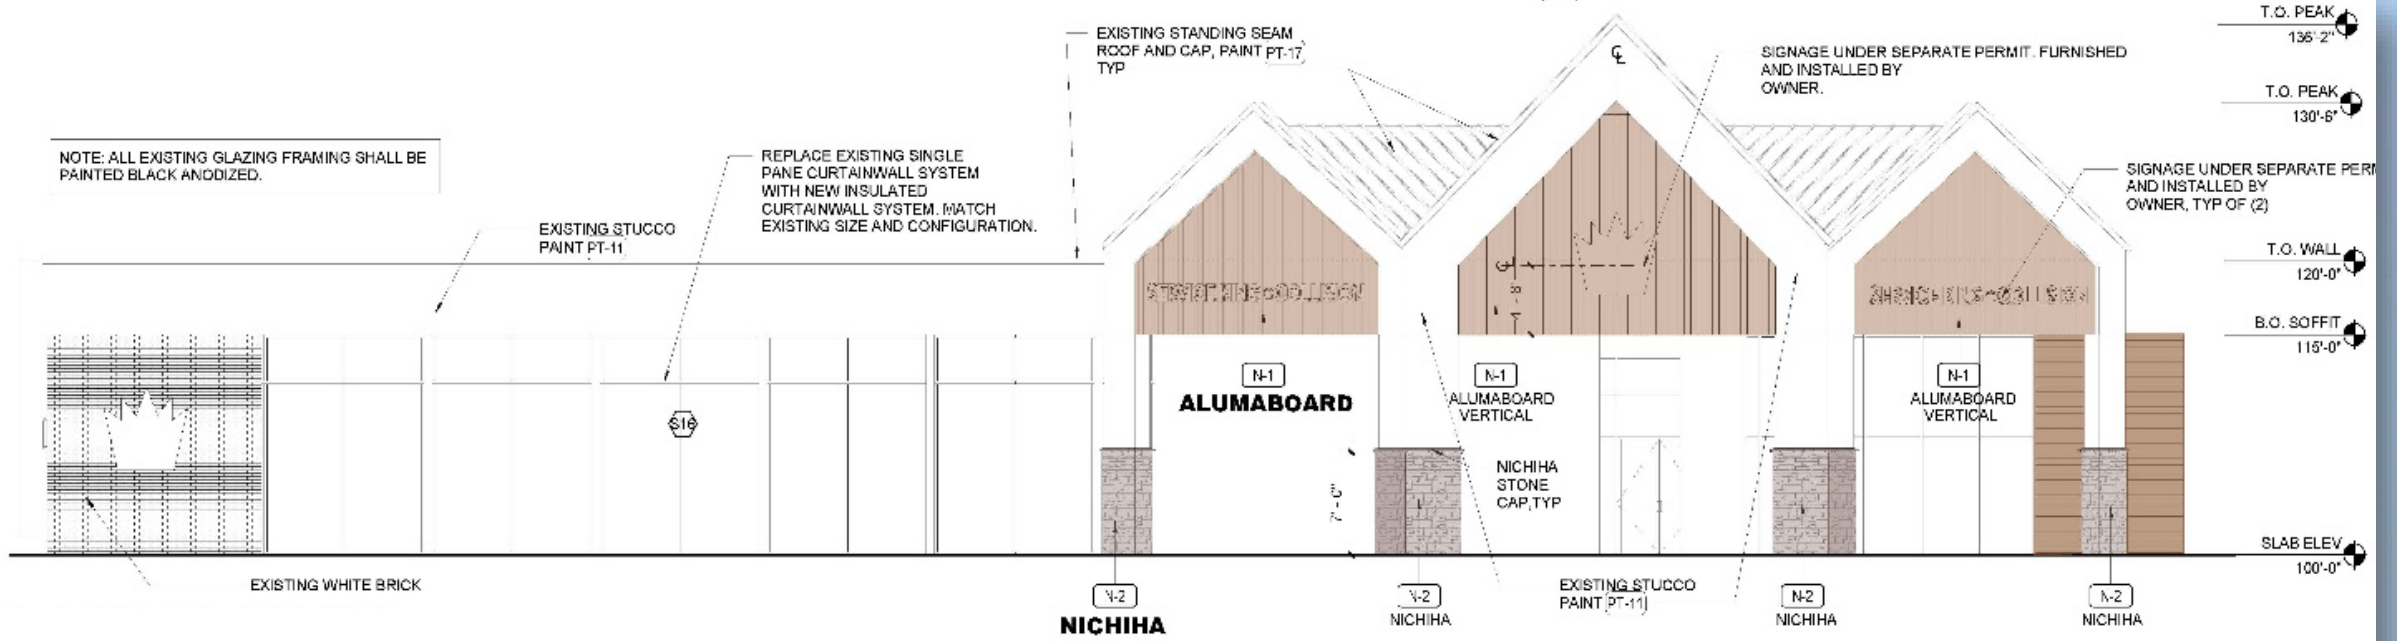 NOTE: ALL EXISTING GLAZING FRAMING SHALL BE
PAINTED BLACK ANODIZED.
EXISTING STUCCO
PAINT PT-11
REPLACE EXISTING SINGLE
PANE CURTAINWALL SYSTEM
WITH NEW INSULATED
CURTAINWALL SYSTEM. MATCH
EXISTING SIZE AND CONFIGURATION.
EXISTING STANDING SEAM
ROOF AND CAP, PAINT PT-17
TYP
SIGNAGE UNDER SEPARATE PERMIT. FURNISHED
AND INSTALLED BY
OWNER.
SIGNAGE UNDER SEPARATE
AND INSTALLED BY
OWNER, TYP OF (2)
T.O. PEAK
136'-2"
T.O. PEAK
130'-6"
T.O. WALL
120'-0"
B.O. SOFFIT
115'-0"
SLAB ELEV
100'-0"
S16
N-1
ALUMABOARD
N-1
ALUMABOARD
VERTICAL
N-1
ALUMABOARD
VERTICAL
NICHIHA
STONE
CAP,TYP
7'-0"
EXISTING WHITE BRICK
N-2
NICHIHA
N-2
NICHIHA
EXISTING STUCCO
PAINT PT-11
N-2
NICHIHA
N-2
NICHIHA